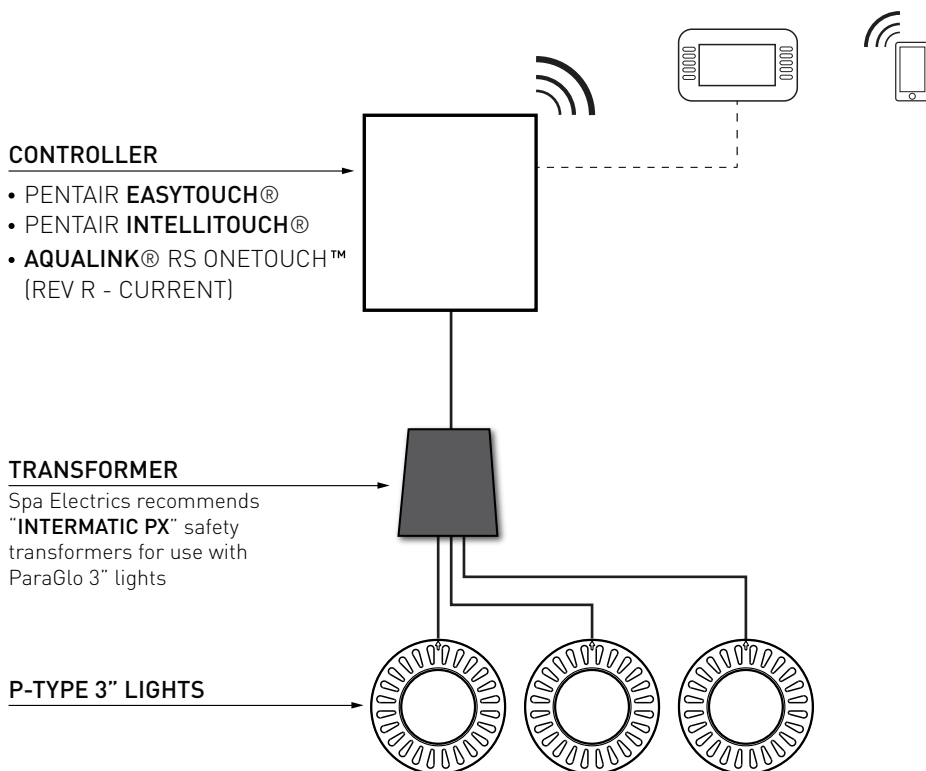 CONTROLLER
• PENTAIR EASYTOUCH®
• PENTAIR INTELLITOUCH®
• AQUALINK® RS ONETOUCH™
(REV R - CURRENT)
TRANSFORMER
Spa Electrics recommends
“INTERMATIC PX” safety
transformers for use with
ParaGlo 3” lights
P-TYPE 3” LIGHTS